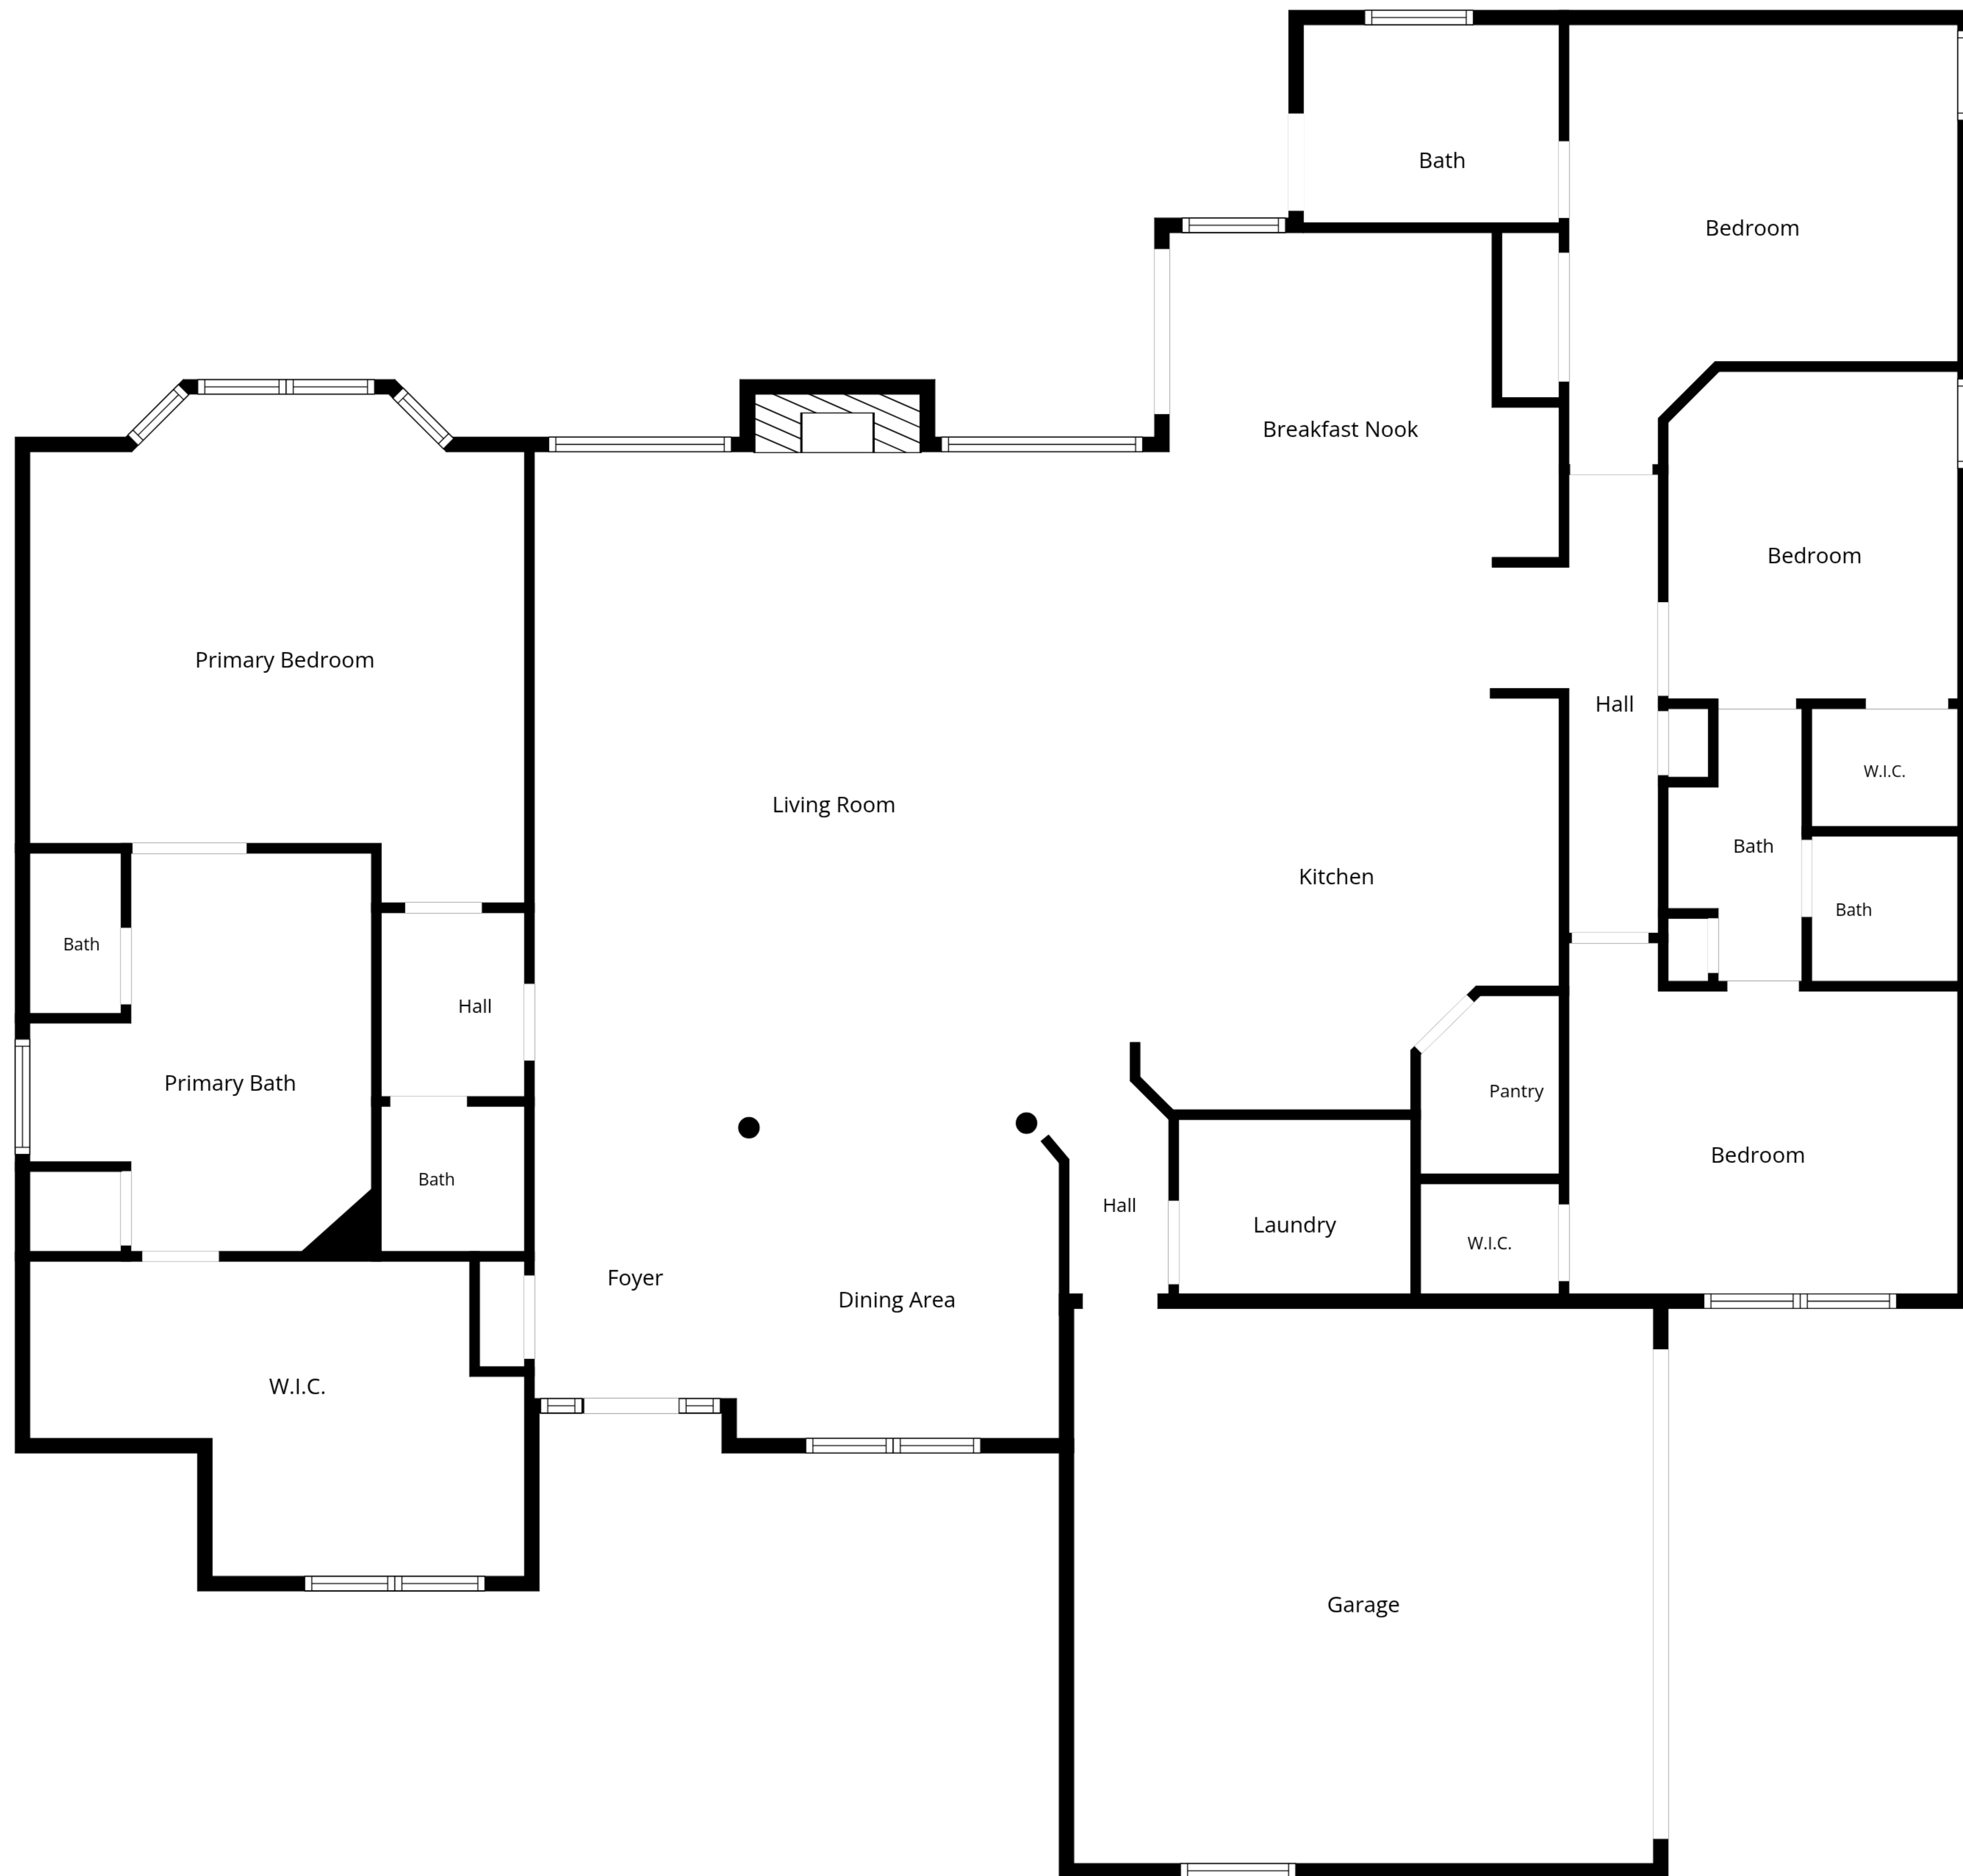 Bath
Bedroom
Breakfast Nook
Bedroom
Primary Bedroom
Hall
W.I.C.
Living Room
Bath
Kitchen
Bath
Bath
Hall
Primary Bath
Pantry
Bedroom
Bath
Hall
Laundry
W.I.C.
Foyer
Dining Area
W.I.C.
Garage